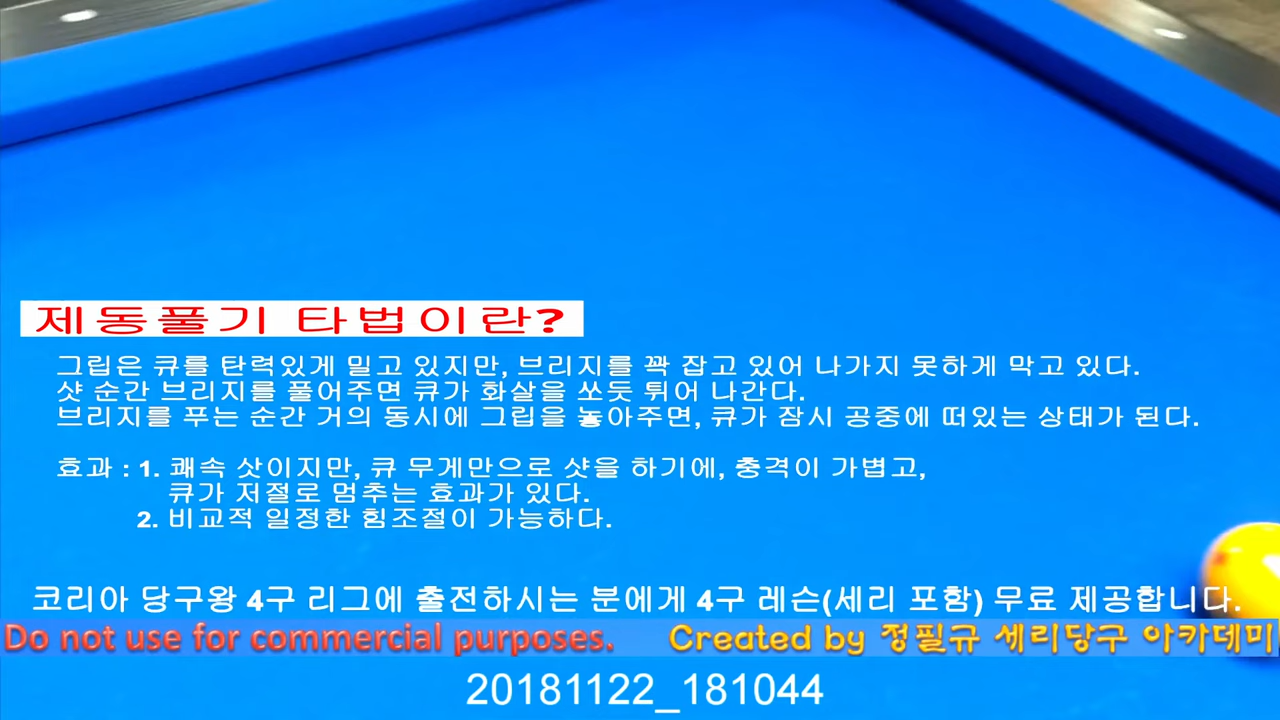 제동풀기 타법이란?
그립은 큐를 탄력있게 밀고 있지만, 브리지를 꽉 잡고 있어 나가지 못하게 막고 있다.
샷 순간 브리지를 풀어주면 큐가 화살을 쏘듯 튀어 나간다.
브리지를 푸는 순간 거의 동시에 그립을 놓아주면, 큐가 잠시 공중에 떠있는 상태가 된다.
효과 : 1. 쾌속 샷이지만, 큐 무게만으로 샷을 하기에, 충격이 가볍고,
큐가 저절로 멈추는 효과가 있다.
2. 비교적 일정한 힘조절이 가능하다.
코리아 당구왕 4구 리그에 출전하시는 분에게 4구 레슨(세리 포함) 무료 제공합니다.
Do not use for commercial purposes. Created by 정필규 세리당구 아카데미
20181122_181044